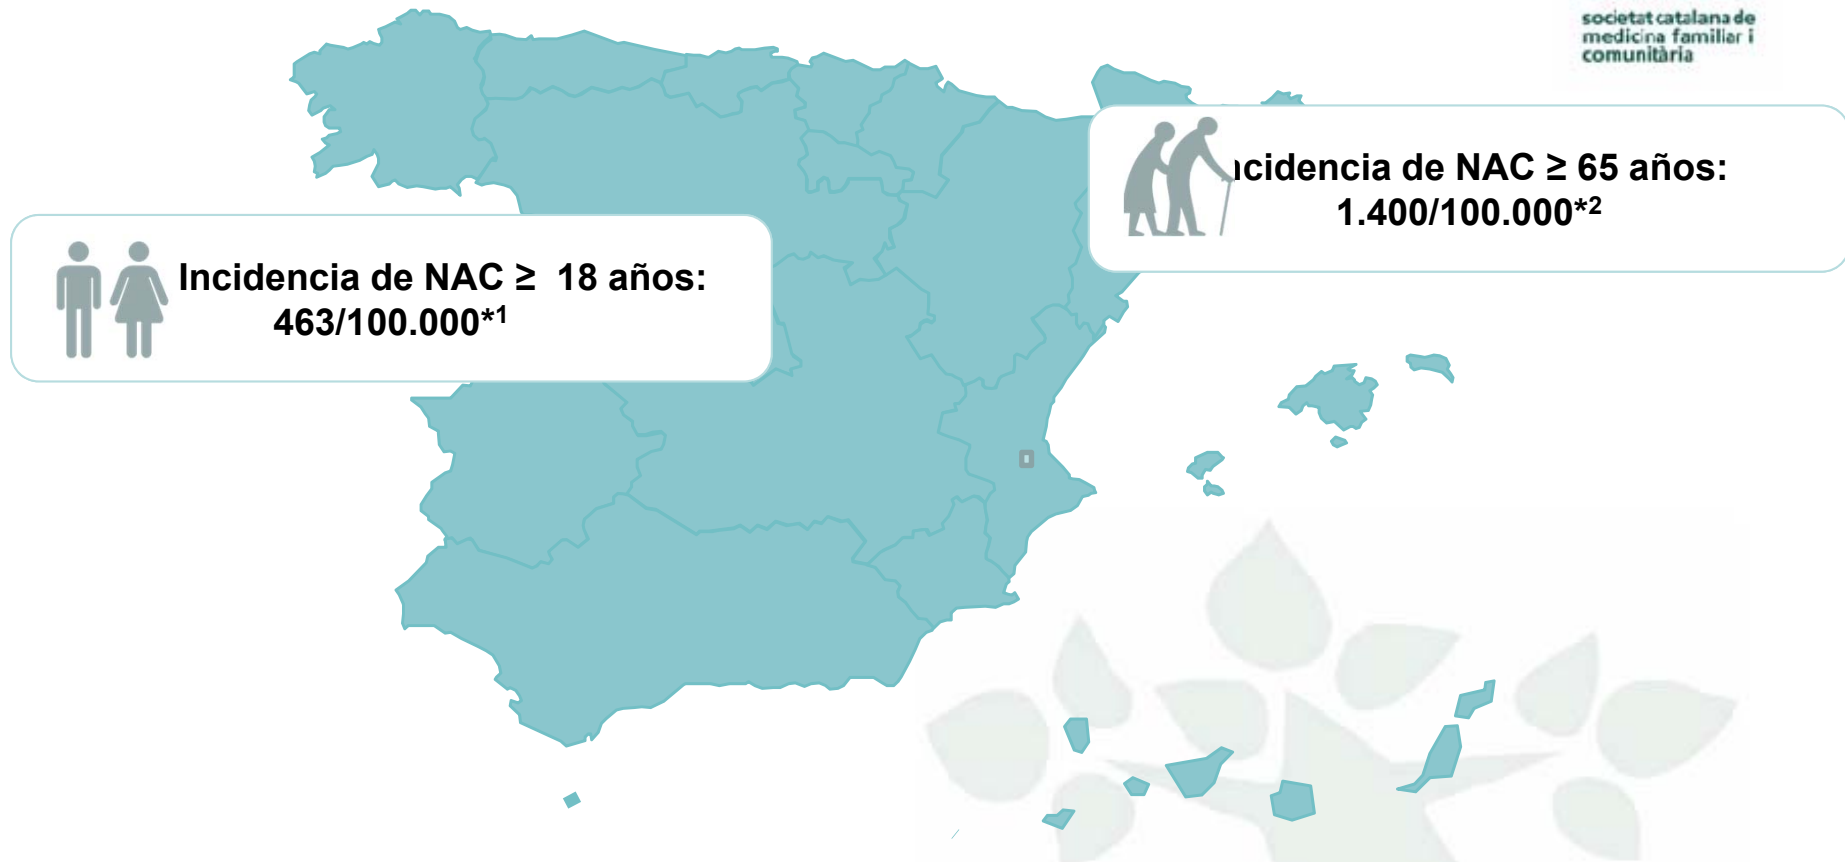 societat catalana de
medicina familiar i
comunitària
ncidencia de NAC ≥ 65 años:
1.400/100.000*2
Incidencia de NAC ≥ 18 años:
463/100.000*1